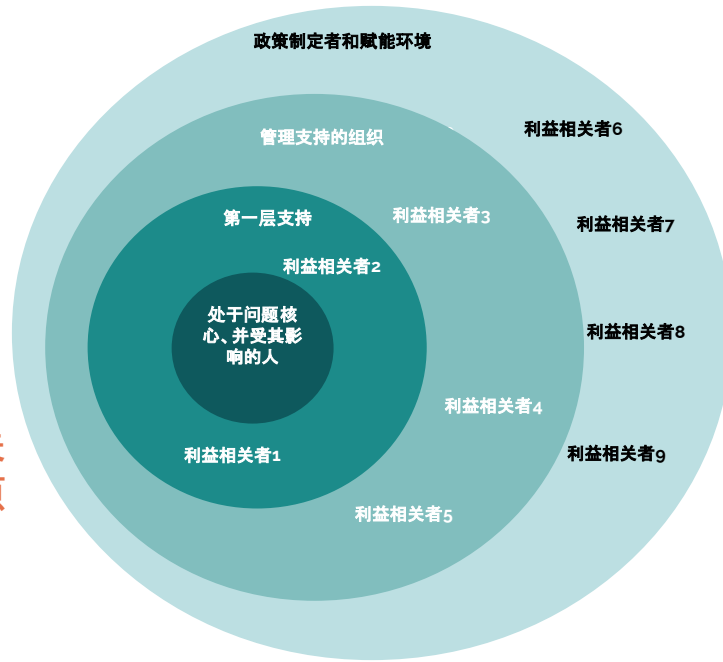 政策制定者和赋能环境
利益相关者6
管理支持的组织
利益相关者3
第一层支持
利益相关者7
利益相关者2
处于问题核
心、并受其影
响的人
利益相关者8
利益相关者4
利益相关者1
利益相关者9
利益相关者5